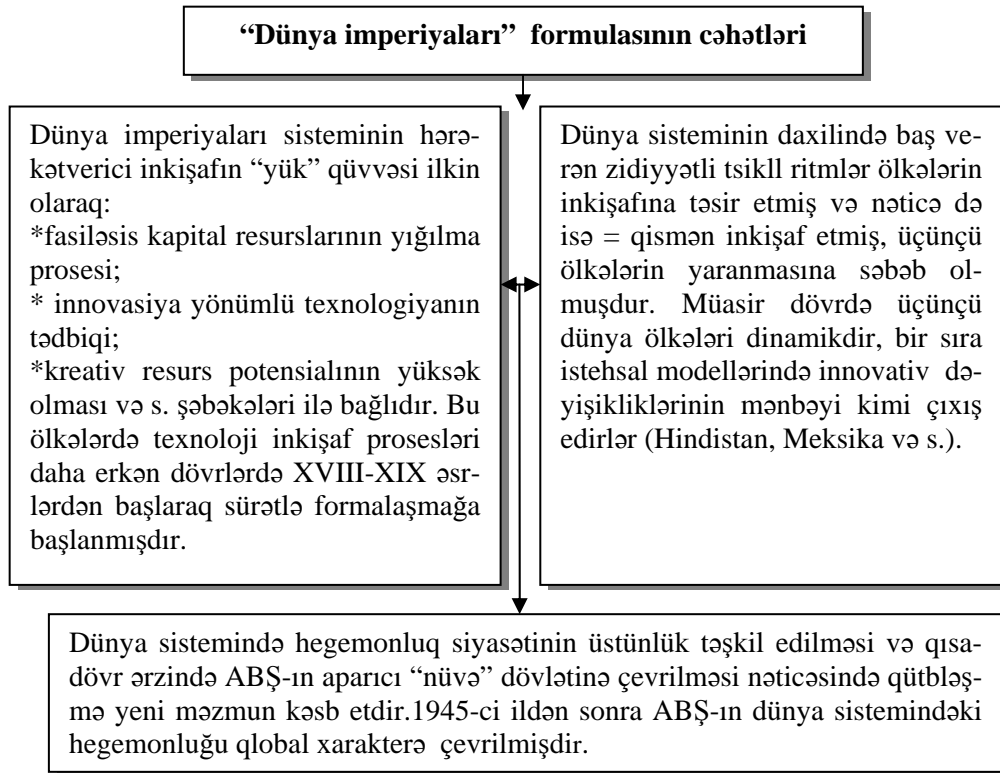 “Dünya imperiyaları” formulasının cəhətləri
Dünya imperiyaları sisteminin hərə-
kətverici inkişafın “yük” qüvvəsi ilkin
olaraq:
*fasiləsis kapital resurslarının yığılma
prosesi;
* innovasiya yönümlü texnologiyanın
tədbiqi;
*kreativ resurs potensialının yüksək
olması və s. şəbəkələri ilə bağlıdır. Bu
ölkələrdə texnoloji inkişaf prosesləri
daha erkən dövrlərdə XVIII-XIX əsr-
lərdən başlaraq sürətlə formalaşmağa
başlanmışdır.
Dünya sisteminin daxilində baş ve-
rən zidiyyətli tsikll ritmlər ölkələrin
inkişafına təsir etmiş və nəticə də
isə = qismən inkişaf etmiş, üçünçü
ölkələrin yaranmasına səbəb ol-
muşdur. Müasir dövrdə üçünçü
dünya ölkələri dinamikdir, bir sıra
istehsal modellərində innovativ də-
yişikliklərinin mənbəyi kimi çıxış
edirlər (Hindistan, Meksika və s.).
Dünya sistemində hegemonluq siyasətinin üstünlük təşkil edilməsi və qısa-
dövr ərzində ABŞ-ın aparıcı “nüvə” dövlətinə çevrilməsi nəticəsində qütbləş-
mə yeni məzmun kəsb etdir.1945-ci ildən sonra ABŞ-ın dünya sistemindəki
hegemonluğu qlobal xarakterə çevrilmişdir.